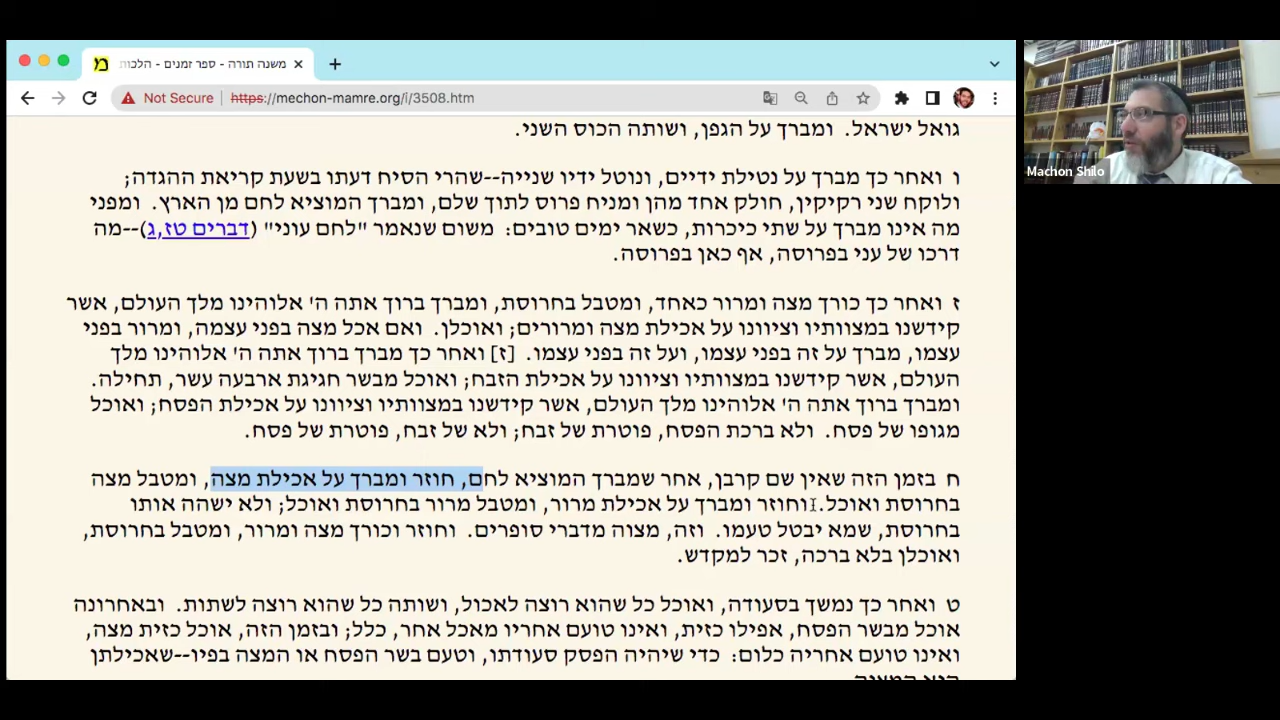 משנה תורה - ספר זמנים - הלכות
Not Secure
https://mechon-mamre.org/i/3508.htm
Machon Shilo
גואל ישראל.  ומברך על הגפן, ושותה הכוס השני.
ו  ואחר כך מברך על נטילת ידיים, ונוטל ידיו שנייה--שהרי הסיח דעתו בשעת קריאת ההגדה;
ולוקח שני רקיקין, חולק אחד מהן ומניח פרוס לתוך שלם, ומברך המוציא לחם מן הארץ.  ומפני
מה אינו מברך על שתי כיכרות, כשאר ימים טובים:  משום שנאמר "לחם עוני" (דברים טז,ג)--מה
דרכו של עני בפרוסה, אף כאן בפרוסה.
ז  ואחר כך כורך מצה ומרור כאחד, ומטבל בחרוסת, ומברך ברוך אתה ה' אלוהינו מלך העולם, אשר
קידשנו במצוותיו וציוונו על אכילת מצה ומרורים; ואוכלן.  ואם אכל מצה בפני עצמה, ומרור בפני
עצמו, מברך על זה בפני עצמו, ועל זה בפני עצמו.  [ז] ואחר כך מברך ברוך אתה ה' אלוהינו מלך
העולם, אשר קידשנו במצוותיו וציוונו על אכילת הזבח; ואוכל מבשר חגיגת ארבעה עשר, תחילה.
ומברך ברוך אתה ה' אלוהינו מלך העולם, אשר קידשנו במצוותיו וציוונו על אכילת הפסח; ואוכל
מגופו של פסח.  ולא ברכת הפסח, פוטרת של זבח; ולא של זבח, פוטרת של פסח.
ח  בזמן הזה שאין שם קרבן, אחר שמברך המוציא לחם, חוזר ומברך על אכילת מצה, ומטבל מצה
בחרוסת ואוכל.  וחוזר ומברך על אכילת מרור, ומטבל מרור בחרוסת ואוכל; ולא ישהה אותו
בחרוסת, שמא יבטל טעמו.  וזה, מצוה מדברי סופרים.  וחוזר וכורך מצה ומרור, ומטבל בחרוסת,
ואוכלן בלא ברכה, זכר למקדש.
ט  ואחר כך נמשך בסעודה, ואוכל כל שהוא רוצה לאכול, ושותה כל שהוא רוצה לשתות.  ובאחרונה
אוכל מבשר הפסח, אפילו כזית, ואינו טועם אחריו מאכל אחר, כלל; ובזמן הזה, אוכל כזית מצה,
ואינו טועם אחריה כלום:  כדי שיהיה הפסק סעודתו, וטעם בשר הפסח או המצה בפיו--שאכילתן